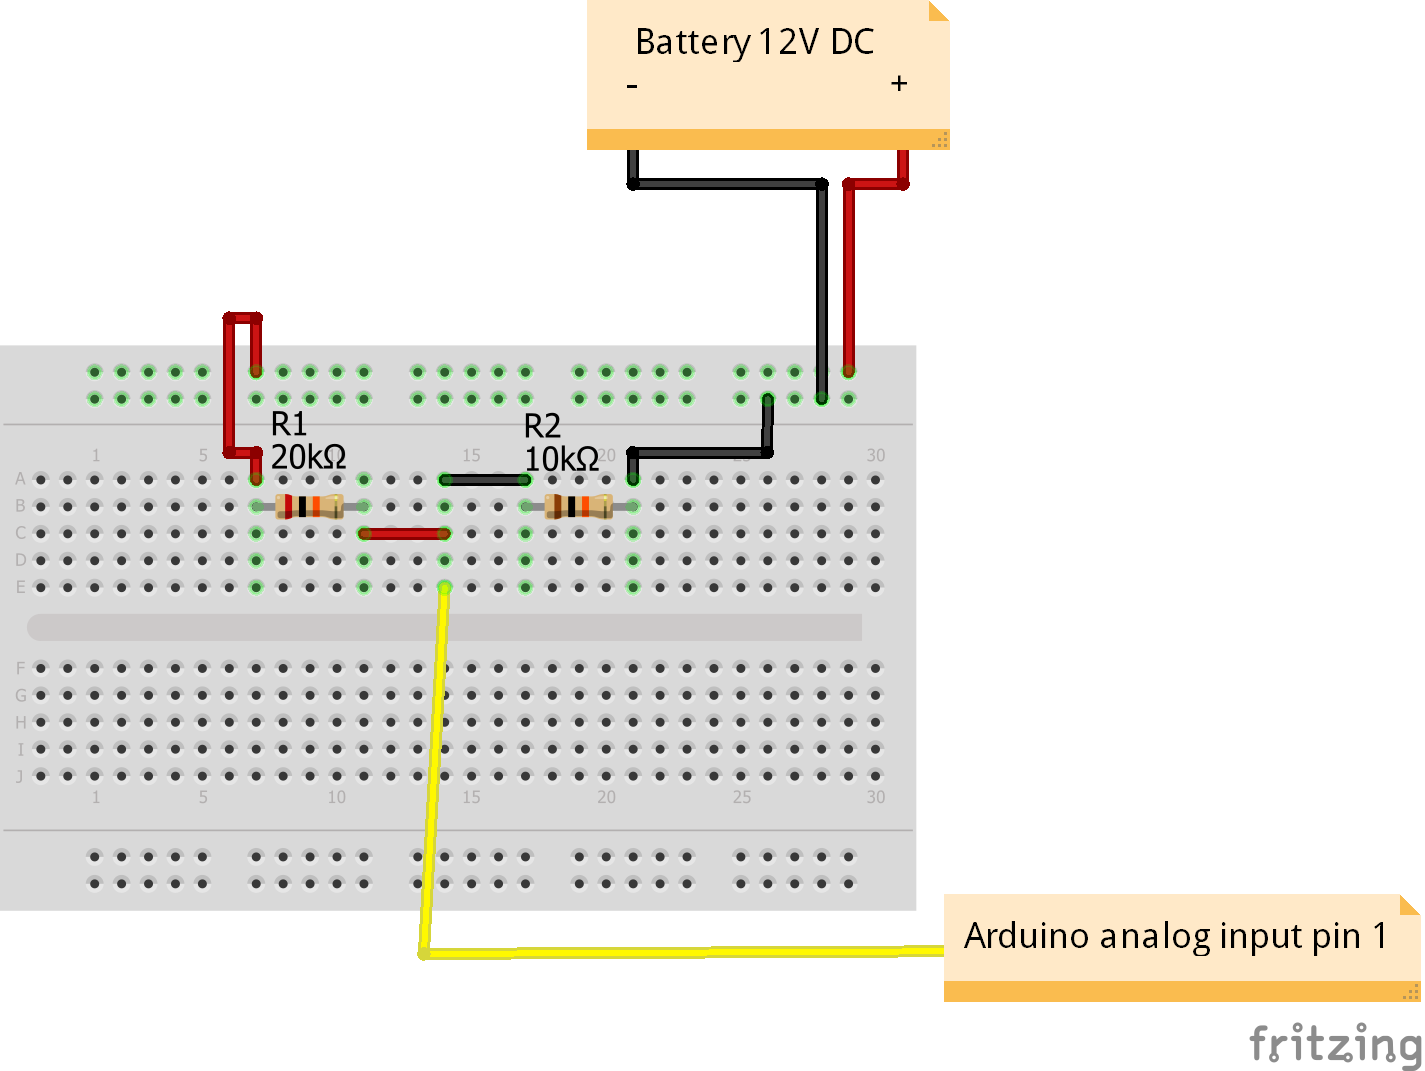 Battery 12V DC
- +
R1
20kΩ
R2
10kΩ
1 5 15 20 25 30
A
B
C
D
E
F
G
H
I
J
1 5 10 15 20 25 30
Arduino analog input pin 1
fritzing